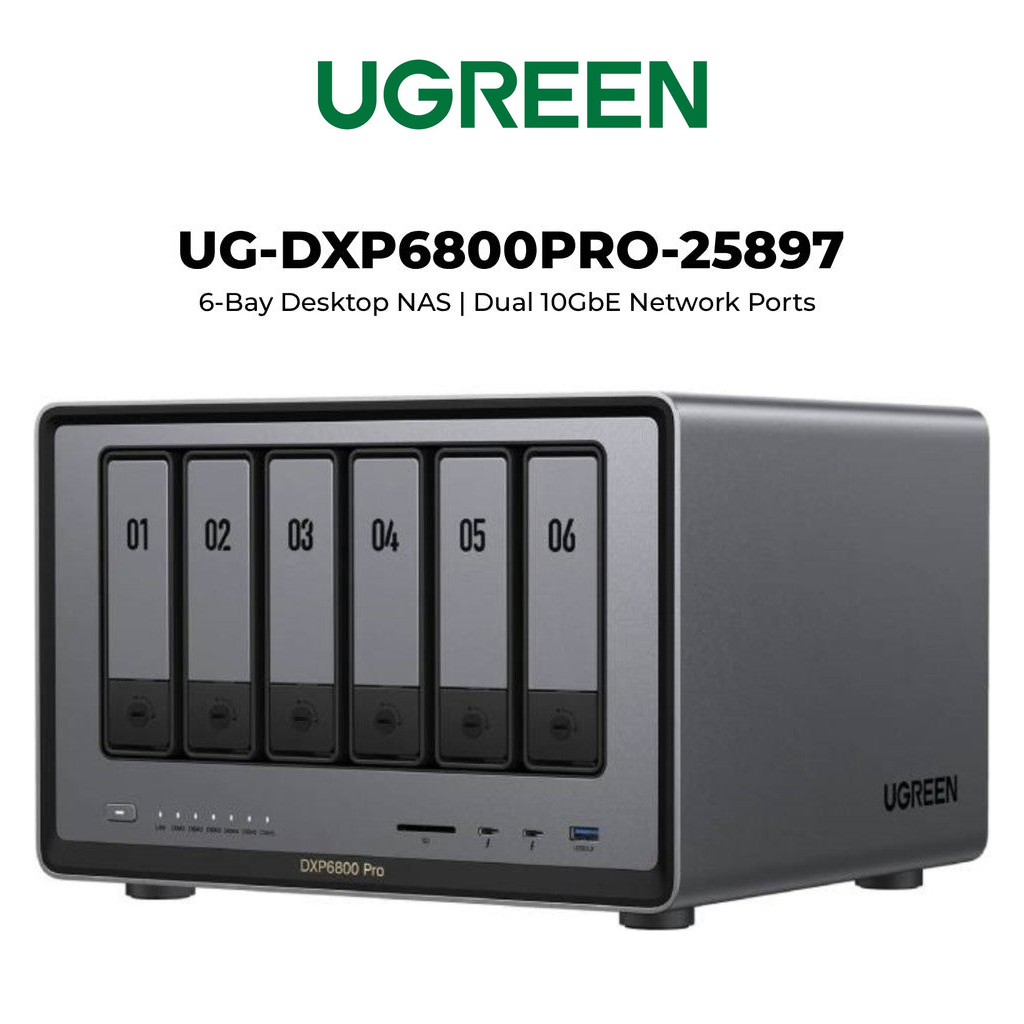 UGREEN
UG-DXP6800PRO-25897
6-Bay Desktop NAS | Dual 10GbE Network Ports
01 02 03 04 05 06
UGREEN
DXP6800 Pro